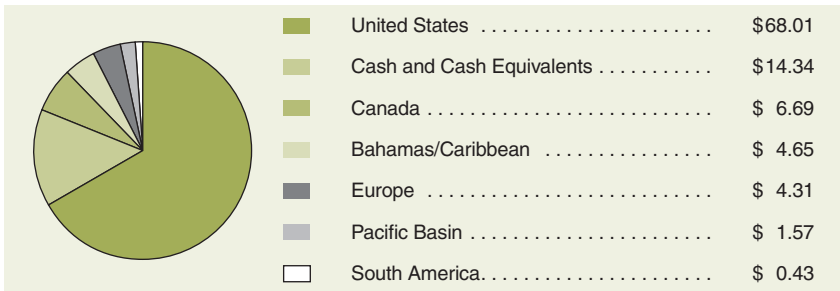 United States ...................... $68.01
Cash and Cash Equivalents ........... $14.34
Canada ........................... $ 6.69
Bahamas/Caribbean ................ $ 4.65
Europe ........................... $ 4.31
Pacific Basin ....................... $ 1.57
South America...................... $ 0.43